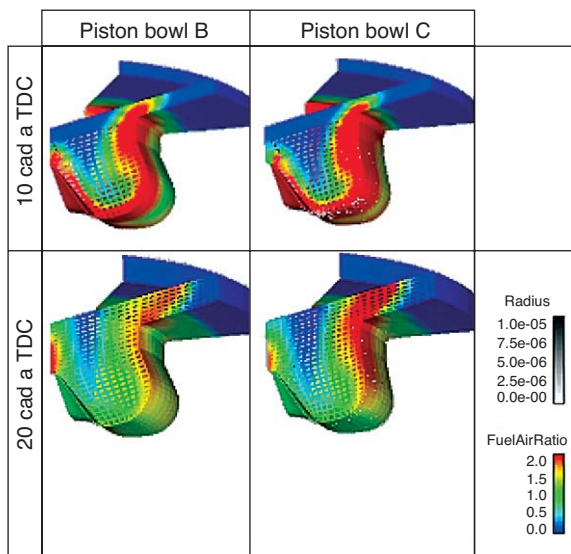 Piston bowl B
Piston bowl C
10 cad a TDC
20 cad a TDC
Radius
1.0e-05
7.5e-06
5.0e-06
2.5e-06
0.0e-00
FuelAirRatio
2.0
1.5
1.0
0.5
0.0